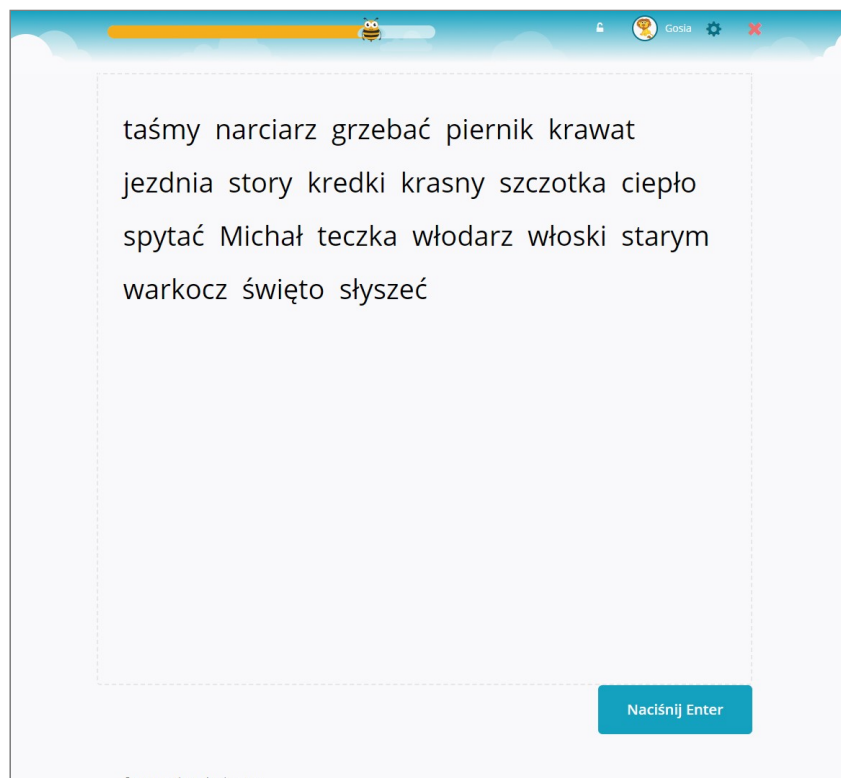 Gosia
taśmy narciarz grzebać piernik krawat
jezdnia story kredki krasny szczotka ciepło
spytać Michał teczka włodarz włoski starym
warkocz święto słyszeć
Naciśnij Enter